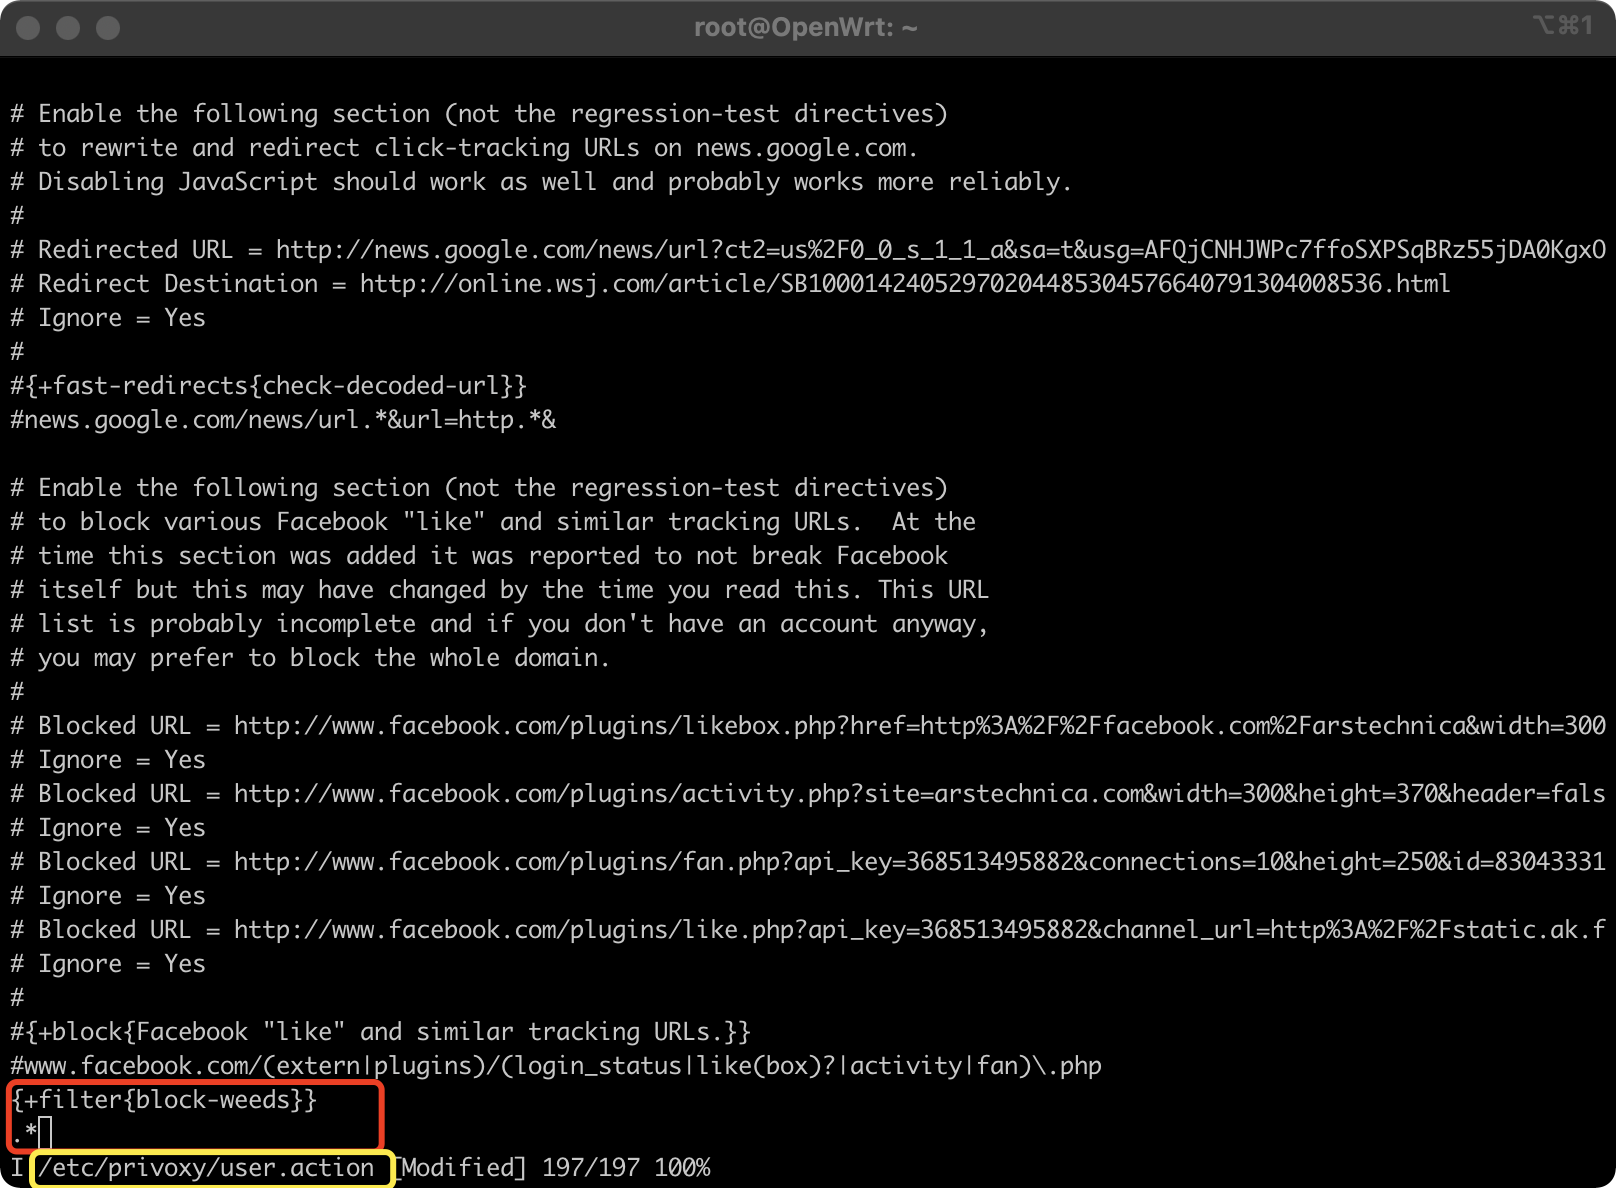 root@OpenWrt: ~
⌥⌘1
# Enable the following section (not the regression-test directives)
# to rewrite and redirect click-tracking URLs on news.google.com.
# Disabling JavaScript should work as well and probably works more reliably.
#
# Redirected URL = http://news.google.com/news/url?ct2=us%2F0_0_s_1_1_a&sa=t&usg=AFQjCNHJWPc7ffoSXPSqBRz55jDA0KgxO
# Redirect Destination = http://online.wsj.com/article/SB10001424052970204485304576640791304008536.html
# Ignore = Yes
#
#{+fast-redirects{check-decoded-url}}
#news.google.com/news/url.*&url=http.*&
# Enable the following section (not the regression-test directives)
# to block various Facebook "like" and similar tracking URLs.  At the
# time this section was added it was reported to not break Facebook
# itself but this may have changed by the time you read this. This URL
# list is probably incomplete and if you don't have an account anyway,
# you may prefer to block the whole domain.
#
# Blocked URL = http://www.facebook.com/plugins/likebox.php?href=http%3A%2F%2Ffacebook.com%2Farstechnica&width=300
# Ignore = Yes
# Blocked URL = http://www.facebook.com/plugins/activity.php?site=arstechnica.com&width=300&height=370&header=fals
# Ignore = Yes
# Blocked URL = http://www.facebook.com/plugins/fan.php?api_key=368513495882&connections=10&height=250&id=83043331
# Ignore = Yes
# Blocked URL = http://www.facebook.com/plugins/like.php?api_key=368513495882&channel_url=http%3A%2F%2Fstatic.ak.f
# Ignore = Yes
#
#{+block{Facebook "like" and similar tracking URLs.}}
#www.facebook.com/(extern|plugins)/(login_status|like(box)?|activity|fan)\.php
{+filter{block-weeds}}
.*
I /etc/privoxy/user.action [Modified] 197/197 100%